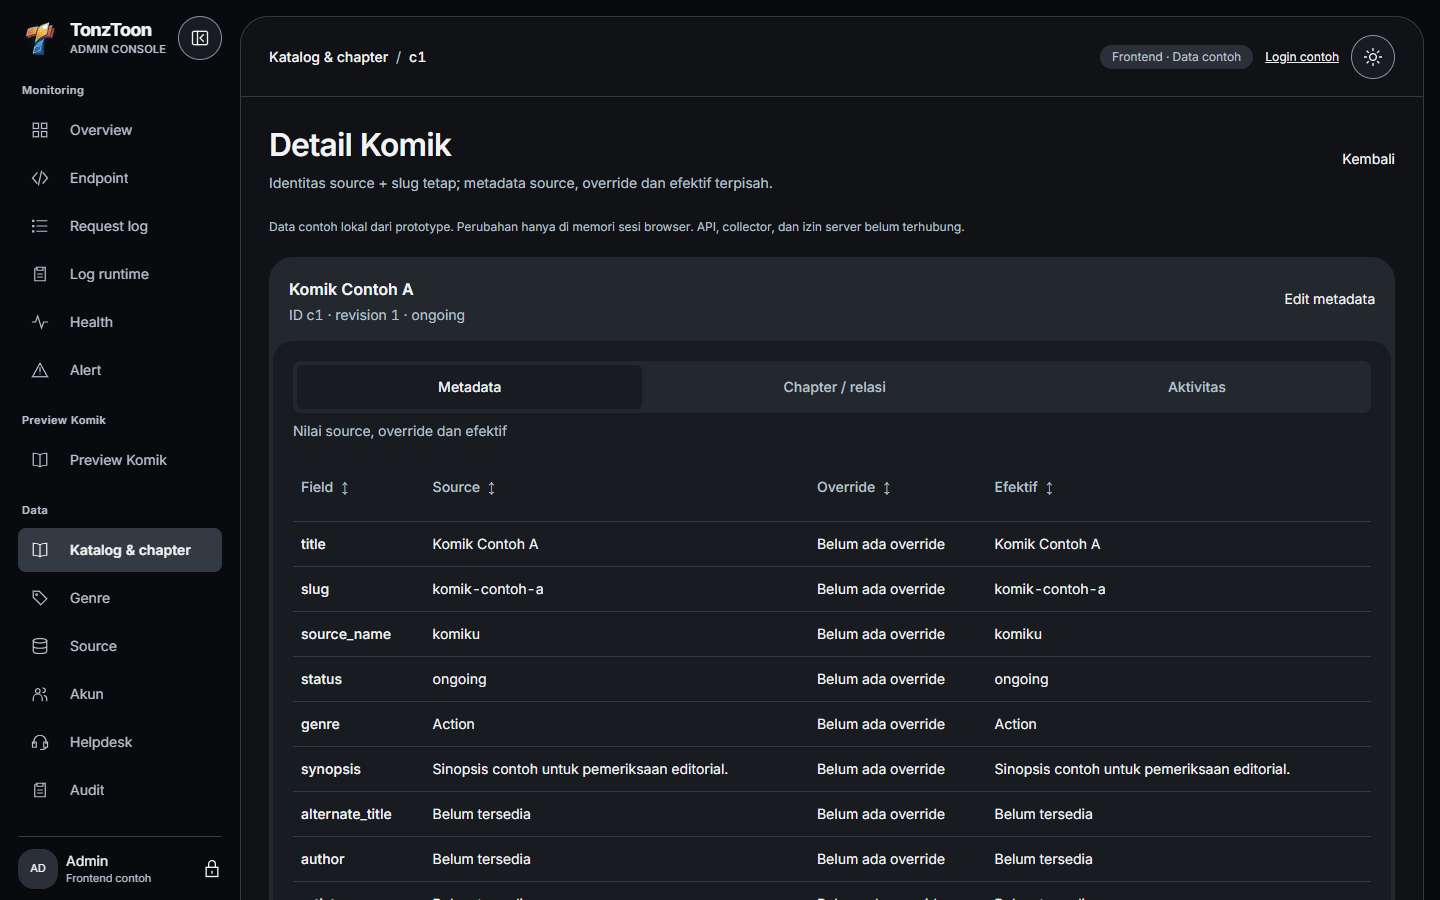 TonzToon
ADMIN CONSOLE
Monitoring
Overview
Endpoint
Request log
Log runtime
Health
Alert
Preview Komik
Preview Komik
Data
Katalog & chapter
Genre
Source
Akun
Helpdesk
Audit
AD
Admin
Frontend contoh
Katalog & chapter / c1
Frontend · Data contoh
Login contoh
Detail Komik
Identitas source + slug tetap; metadata source, override dan efektif terpisah.
Kembali
Data contoh lokal dari prototype. Perubahan hanya di memori sesi browser. API, collector, dan izin server belum terhubung.
Komik Contoh A
ID c1 · revision 1 · ongoing
Edit metadata
Metadata Chapter / relasi Aktivitas
Nilai source, override dan efektif
Field Source Override Efektif
title Komik Contoh A Belum ada override Komik Contoh A
slug komik-contoh-a Belum ada override komik-contoh-a
source_name komiku Belum ada override komiku
status ongoing Belum ada override ongoing
genre Action Belum ada override Action
synopsis Sinopsis contoh untuk pemeriksaan editorial. Belum ada override Sinopsis contoh untuk pemeriksaan editorial.
alternate_title Belum tersedia Belum ada override Belum tersedia
author Belum tersedia Belum ada override Belum tersedia